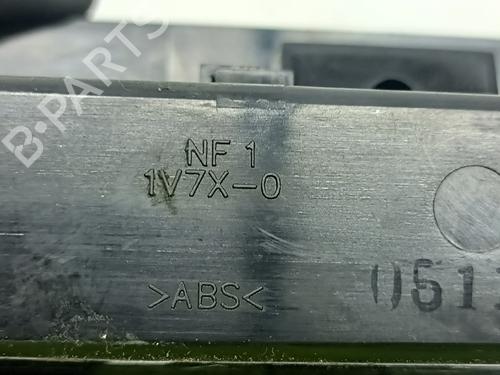 B-PARTS
NF 1
1V7X-0
>ABS<